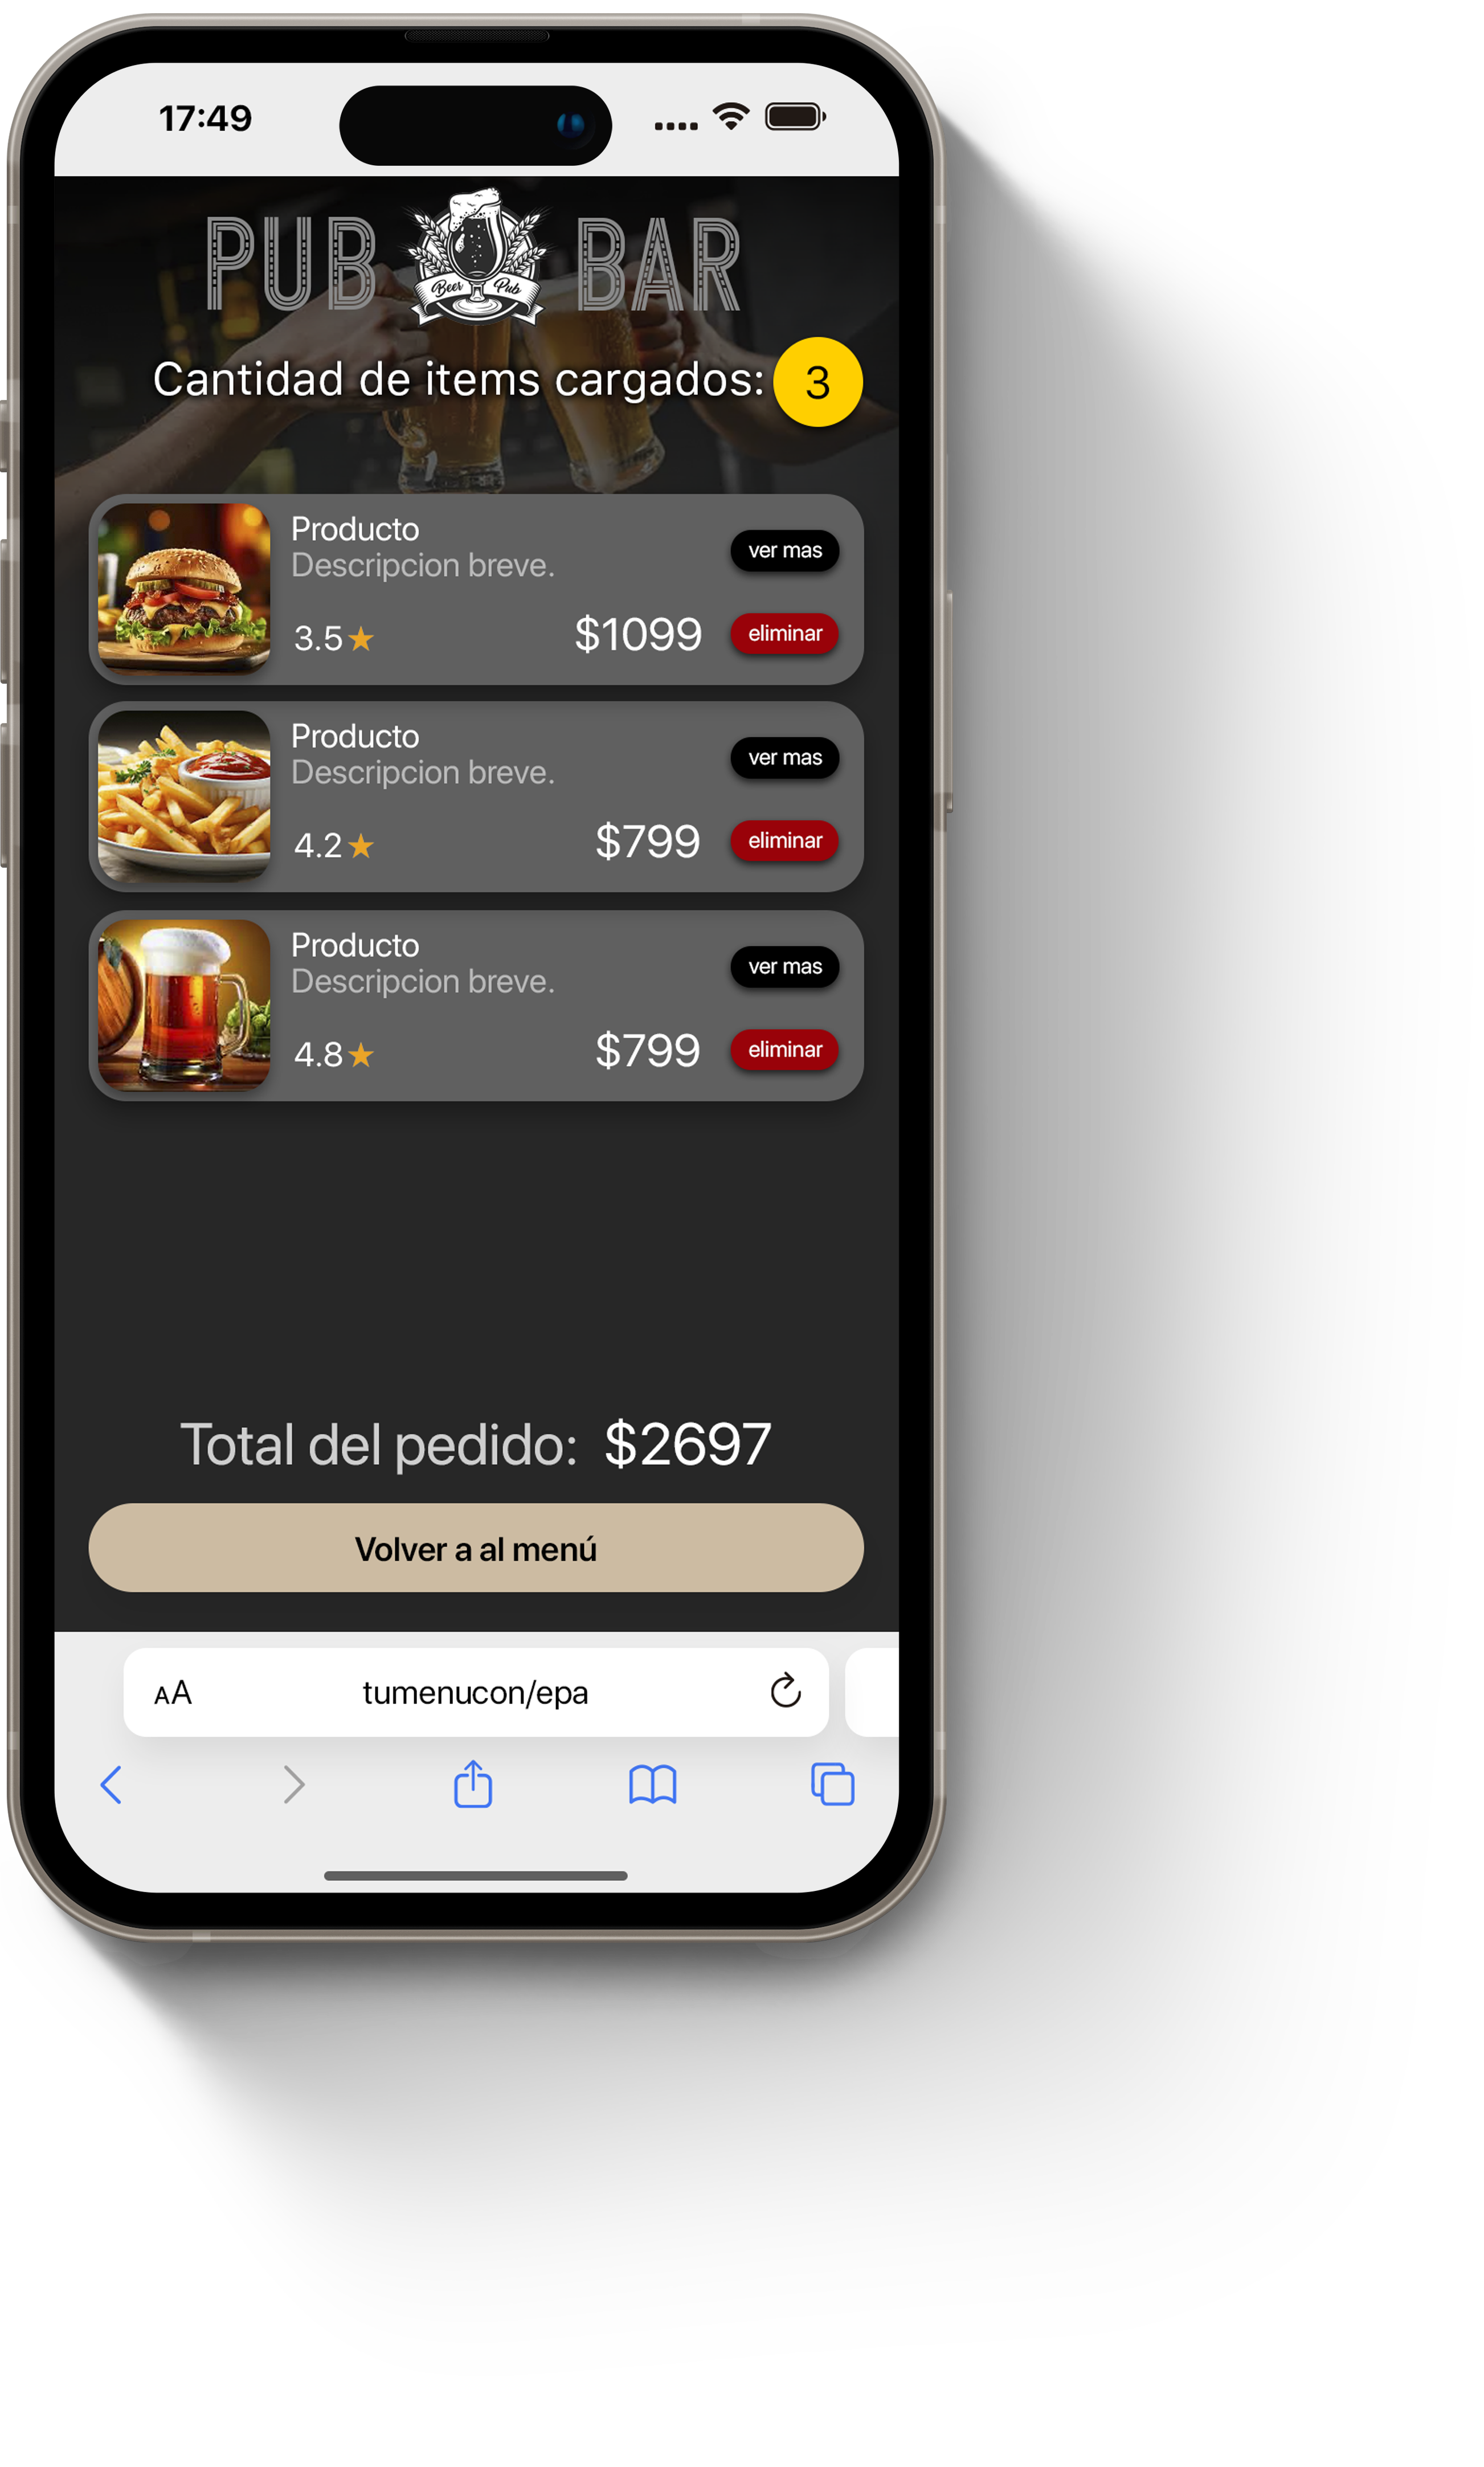 17:49
PUB Beer Pub BAR
Cantidad de items cargados: 3
Producto
Descripcion breve.
ver mas
3.5 ★ $1099 eliminar
Producto
Descripcion breve.
ver mas
4.2 ★ $799 eliminar
Producto
Descripcion breve.
ver mas
4.8 ★ $799 eliminar
Total del pedido: $2697
Volver a al menú
AA tumenucon/epa